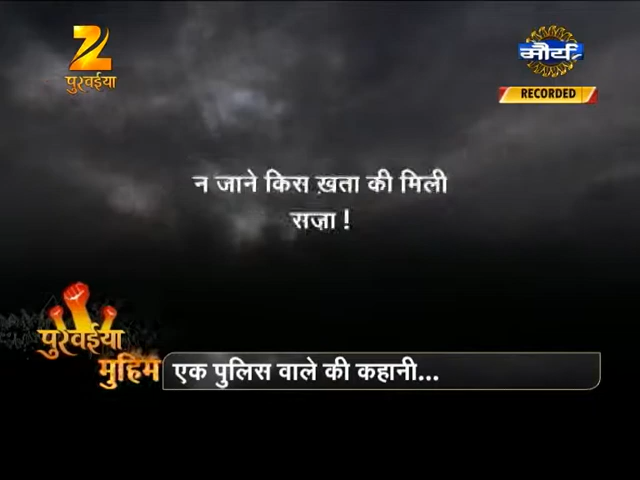 Z
पुरवईया
मौर्य
RECORDED
न जाने किस ख़ता की मिली
सज़ा !
पुरवईया
मुहिम
एक पुलिस वाले की कहानी...